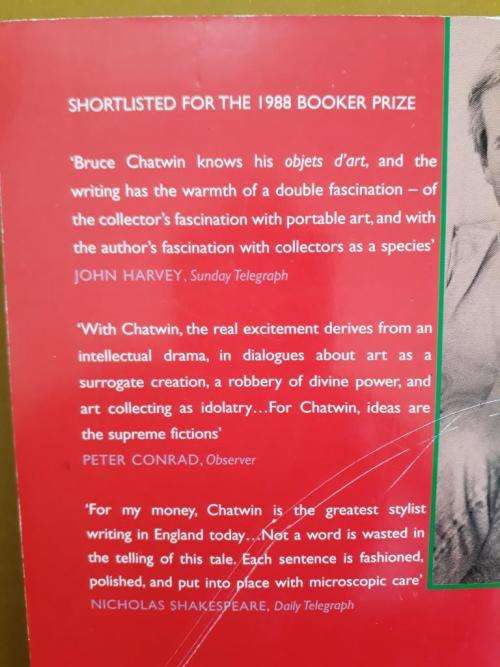 SHORTLISTED FOR THE 1988 BOOKER PRIZE
‘Bruce Chatwin knows his objets d’art, and the
writing has the warmth of a double fascination – of
the collector’s fascination with portable art, and with
the author’s fascination with collectors as a species’
JOHN HARVEY, Sunday Telegraph
‘With Chatwin, the real excitement derives from an
intellectual drama, in dialogues about art as a
surrogate creation, a robbery of divine power, and
art collecting as idolatry…For Chatwin, ideas are
the supreme fictions’
PETER CONRAD, Observer
‘For my money, Chatwin is the greatest stylist
writing in England today…Not a word is wasted in
the telling of this tale. Each sentence is fashioned,
polished, and put into place with microscopic care’
NICHOLAS SHAKESPEARE, Daily Telegraph